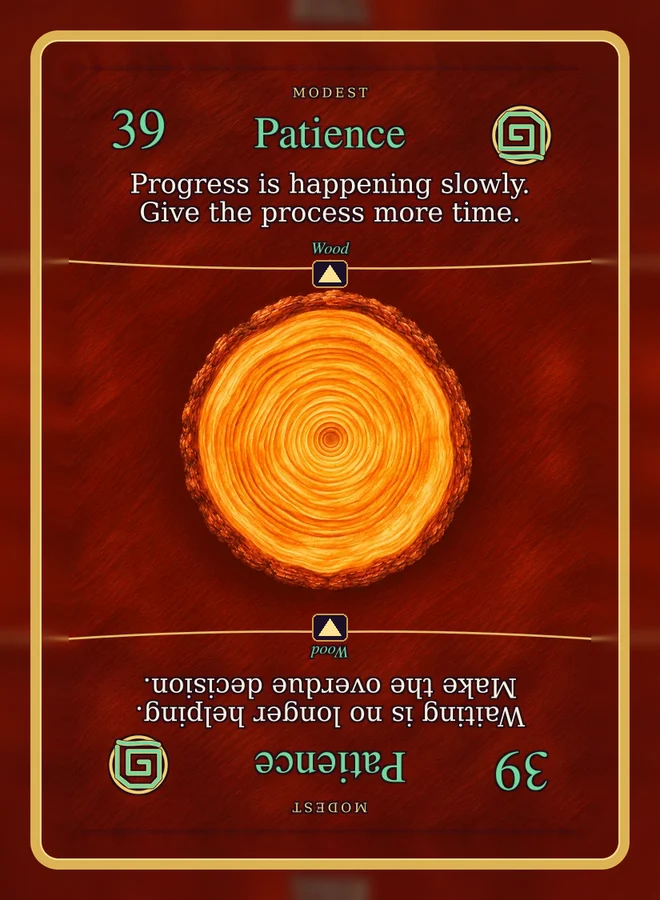 MODEST
39 Patience
Progress is happening slowly.
Give the process more time.
Wood
Wood
Waiting is no longer helping.
Make the overdue decision.
39 Patience
MODEST